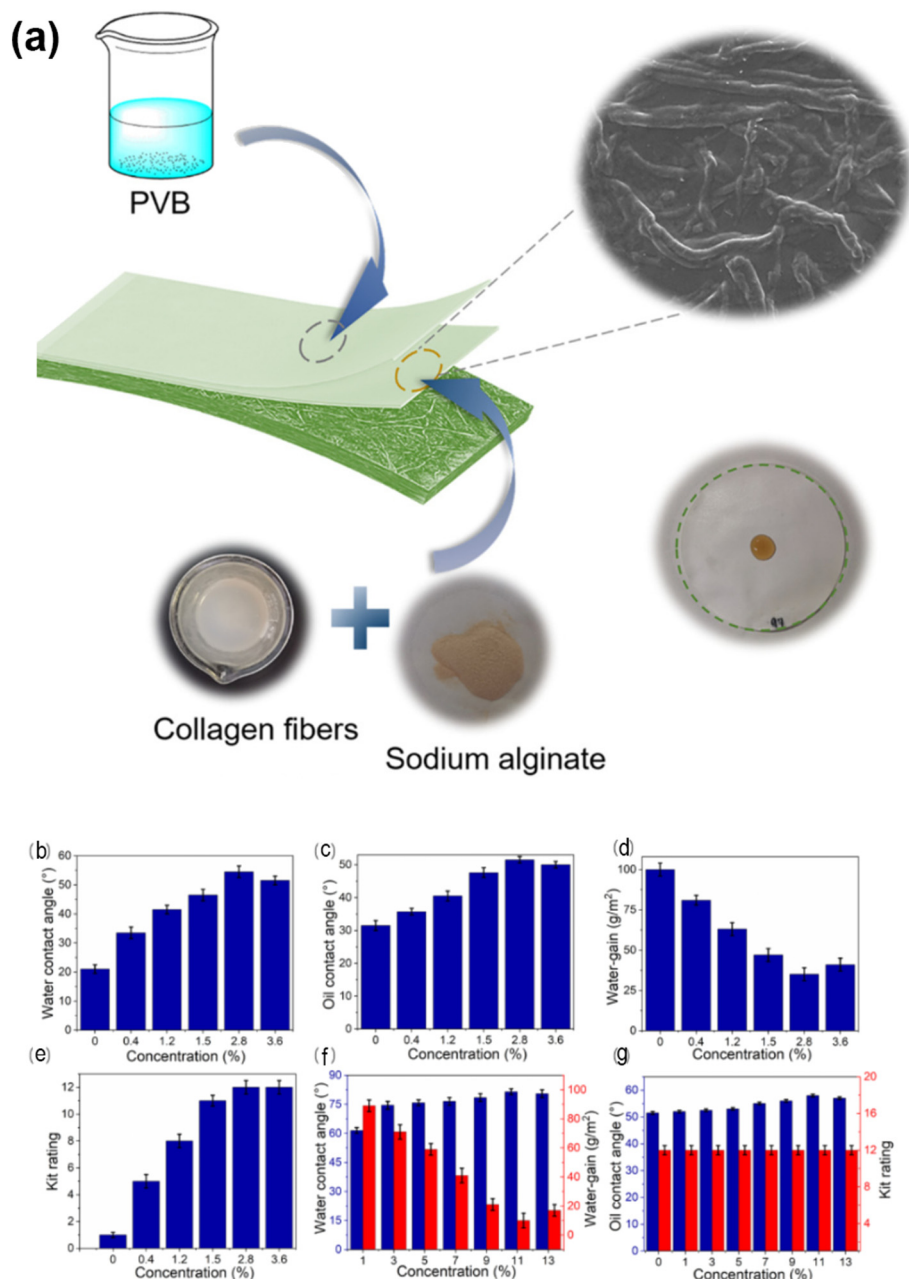 (a)
PVB
Collagen fibers
Sodium alginate
(b)
Water contact angle (°)
60
50
40
30
20
10
0
0 0.4 1.2 1.5 2.8 3.6
Concentration (%)
(c)
Oil contact angle (°)
50
40
30
20
10
0
0 0.4 1.2 1.5 2.8 3.6
Concentration (%)
(d)
Water-gain (g/m²)
100
75
50
25
0
0 0.4 1.2 1.5 2.8 3.6
Concentration (%)
(e)
Kit rating
12
10
8
6
4
2
0
0 0.4 1.2 1.5 2.8 3.6
Concentration (%)
(f)
Water contact angle (°)
90
75
60
45
30
15
0
1 3 5 7 9 11 13
Concentration (%)
100
80
60
40
20
0
Water-gain (g/m²)
(g)
Oil contact angle (°)
60
50
40
30
20
10
0
0 1 3 5 7 9 11 13
Concentration (%)
20
16
12
8
4
Kit rating